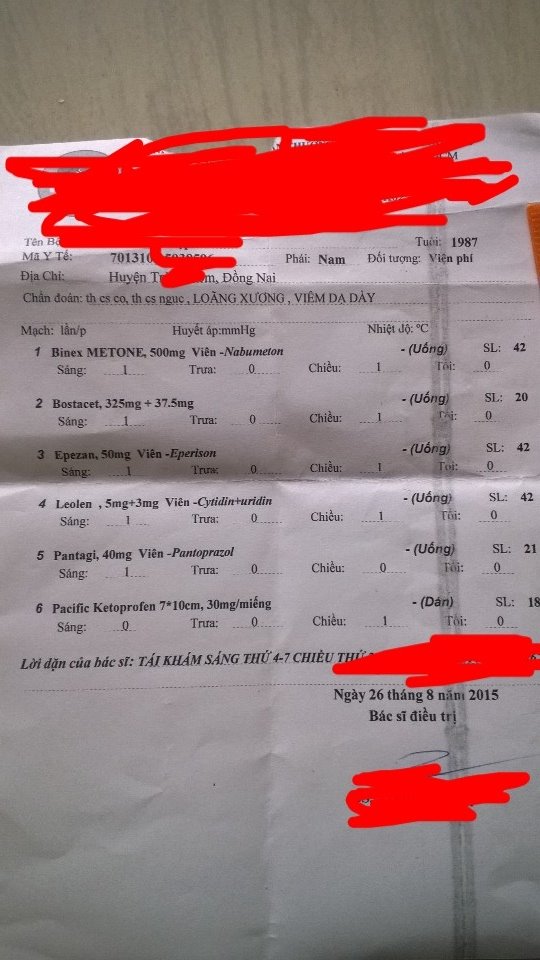 Tên
Tuổi: 1987
Mã Y Tế: Phái: Nam Đối tượng: Viện phí
Địa Chỉ: Huyện Đồng Nai
Chẩn đoán: th cs co, th cs nguc , LOÃNG XƯƠNG , VIÊM DẠ DÀY
Mạch: lần/p Huyết áp:mmHg Nhiệt độ: ºC
1 Binex METONE, 500mg Viên -Nabumeton - (Uống) SL: 42
Sáng: 1 Trưa: 0 Chiều: 1 Tối: 0
2 Bostacet, 325mg + 37.5mg - (Uống) SL: 20
Sáng: 1 Trưa: 0 Chiều: 1 Tối: 0
3 Epezan, 50mg Viên -Eperison - (Uống) SL: 42
Sáng: 1 Trưa: 0 Chiều: 1 Tối: 0
4 Leolen , 5mg+3mg Viên -Cytidin+uridin - (Uống) SL: 42
Sáng: 1 Trưa: 0 Chiều: 1 Tối: 0
5 Pantagi, 40mg Viên -Pantoprazol - (Uống) SL: 21
Sáng: 1 Trưa: 0 Chiều: 0 Tối: 0
6 Pacific Ketoprofen 7*10cm, 30mg/miếng - (Dán) SL: 18
Sáng: 0 Trưa: 0 Chiều: 1 Tối: 0
Lời dặn của bác sĩ: TÁI KHÁM SÁNG THỨ 4-7 CHIỀU THỨ
Ngày 26 tháng 8 năm 2015
Bác sĩ điều trị